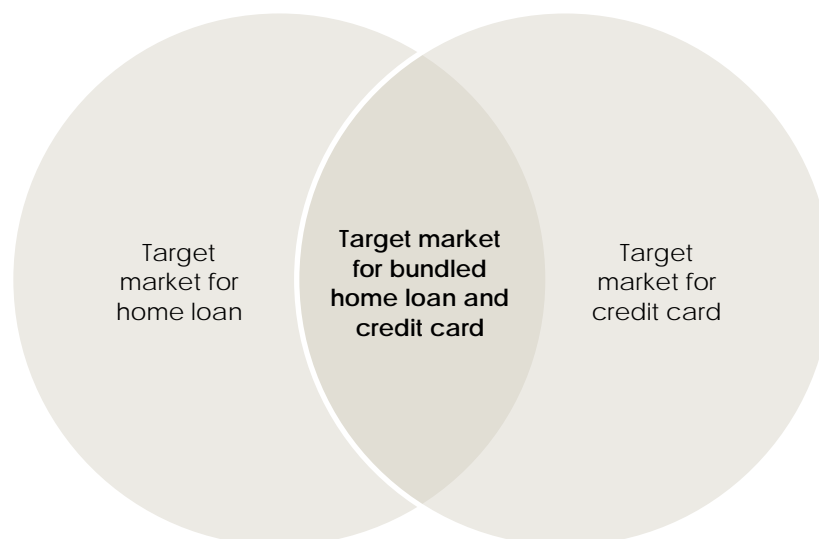 Target
market for
home loan
Target market
for bundled
home loan and
credit card
Target
market for
credit card